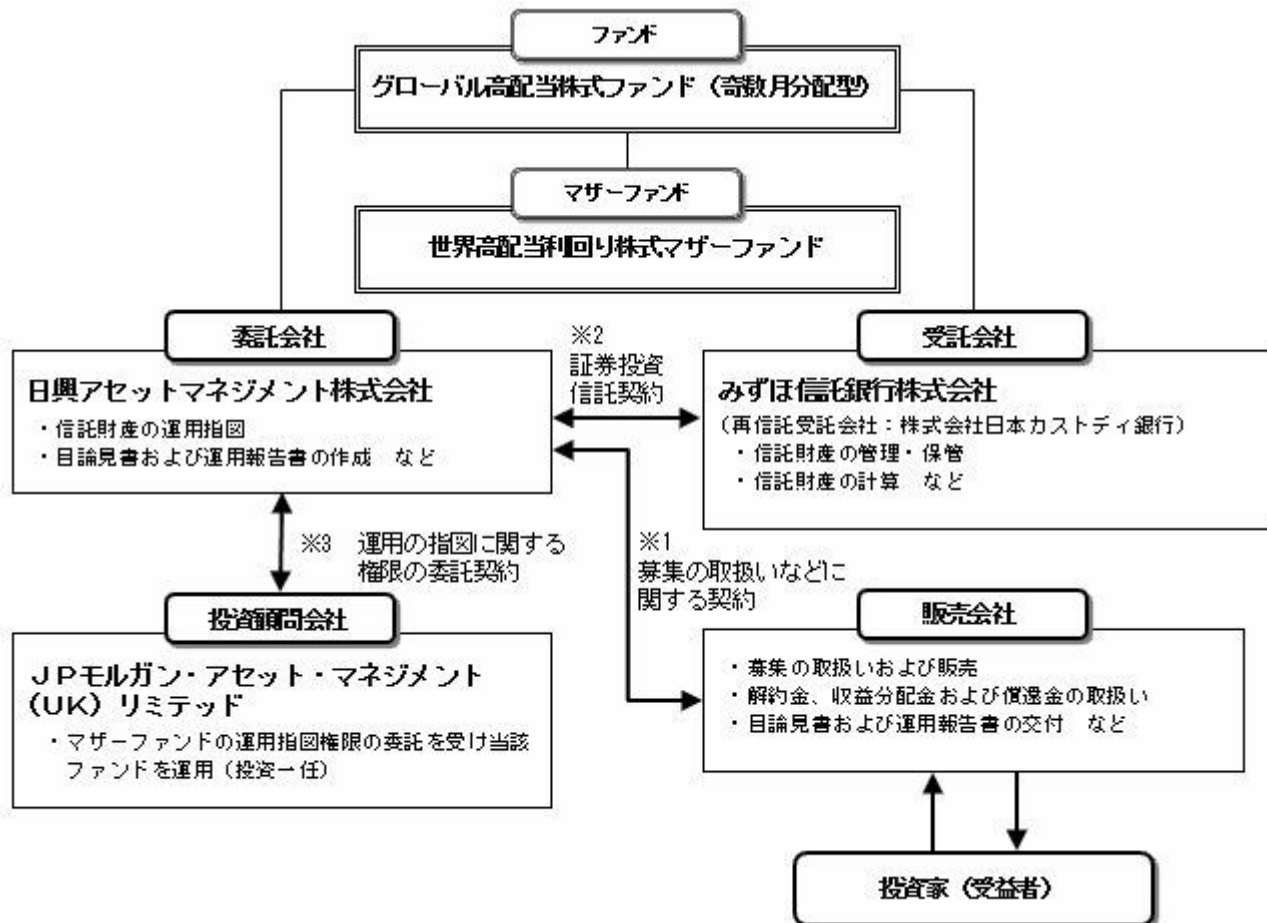 ファンド
グローバル高配当株式ファンド（奇数月分配型）
マザーファンド
世界高配当利回り株式マザーファンド
委託会社
日興アセットマネジメント株式会社
・信託財産の運用指図
・目論見書および運用報告書の作成　など
※2
証券投資
信託契約
受託会社
みずほ信託銀行株式会社
（再信託受託会社：株式会社日本カストディ銀行）
・信託財産の管理・保管
・信託財産の計算　など
※3　運用の指図に関する
権限の委託契約
※1
募集の取扱いなどに
関する契約
投資顧問会社
ＪＰモルガン・アセット・マネジメント
（UK）リミテッド
・マザーファンドの運用指図権限の委託を受け当該
ファンドを運用（投資一任）
販売会社
・募集の取扱いおよび販売
・解約金、収益分配金および償還金の取扱い
・目論見書および運用報告書の交付　など
投資家（受益者）